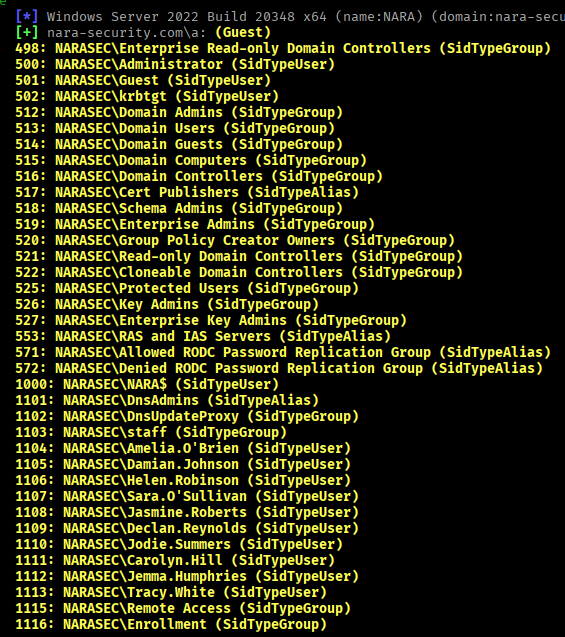 [*] Windows Server 2022 Build 20348 x64 (name:NARA) (domain:nara-secu
[+] nara-security.com\a: (Guest)
498: NARASEC\Enterprise Read-only Domain Controllers (SidTypeGroup)
500: NARASEC\Administrator (SidTypeUser)
501: NARASEC\Guest (SidTypeUser)
502: NARASEC\krbtgt (SidTypeUser)
512: NARASEC\Domain Admins (SidTypeGroup)
513: NARASEC\Domain Users (SidTypeGroup)
514: NARASEC\Domain Guests (SidTypeGroup)
515: NARASEC\Domain Computers (SidTypeGroup)
516: NARASEC\Domain Controllers (SidTypeGroup)
517: NARASEC\Cert Publishers (SidTypeAlias)
518: NARASEC\Schema Admins (SidTypeGroup)
519: NARASEC\Enterprise Admins (SidTypeGroup)
520: NARASEC\Group Policy Creator Owners (SidTypeGroup)
521: NARASEC\Read-only Domain Controllers (SidTypeGroup)
522: NARASEC\Cloneable Domain Controllers (SidTypeGroup)
525: NARASEC\Protected Users (SidTypeGroup)
526: NARASEC\Key Admins (SidTypeGroup)
527: NARASEC\Enterprise Key Admins (SidTypeGroup)
553: NARASEC\RAS and IAS Servers (SidTypeAlias)
571: NARASEC\Allowed RODC Password Replication Group (SidTypeAlias)
572: NARASEC\Denied RODC Password Replication Group (SidTypeAlias)
1000: NARASEC\NARA$ (SidTypeUser)
1101: NARASEC\DnsAdmins (SidTypeAlias)
1102: NARASEC\DnsUpdateProxy (SidTypeGroup)
1103: NARASEC\staff (SidTypeGroup)
1104: NARASEC\Amelia.O'Brien (SidTypeUser)
1105: NARASEC\Damian.Johnson (SidTypeUser)
1106: NARASEC\Helen.Robinson (SidTypeUser)
1107: NARASEC\Sara.O'Sullivan (SidTypeUser)
1108: NARASEC\Jasmine.Roberts (SidTypeUser)
1109: NARASEC\Declan.Reynolds (SidTypeUser)
1110: NARASEC\Jodie.Summers (SidTypeUser)
1111: NARASEC\Carolyn.Hill (SidTypeUser)
1112: NARASEC\Jemma.Humphries (SidTypeUser)
1113: NARASEC\Tracy.White (SidTypeUser)
1115: NARASEC\Remote Access (SidTypeGroup)
1116: NARASEC\Enrollment (SidTypeGroup)